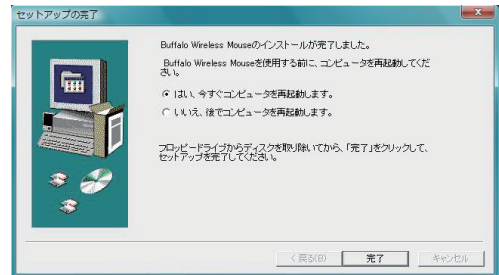 セットアップの完了
Buffalo Wireless Mouseのインストールが完了しました。
Buffalo Wireless Mouseを使用する前に、コンピュータを再起動してくだ
さい。
はい、今すぐコンピュータを再起動します。
いいえ、後でコンピュータを再起動します。
フロッピードライブからディスクを取り除いてから、「完了」をクリックして、
セットアップを完了してください。
< 戻る(B)
完了
キャンセル